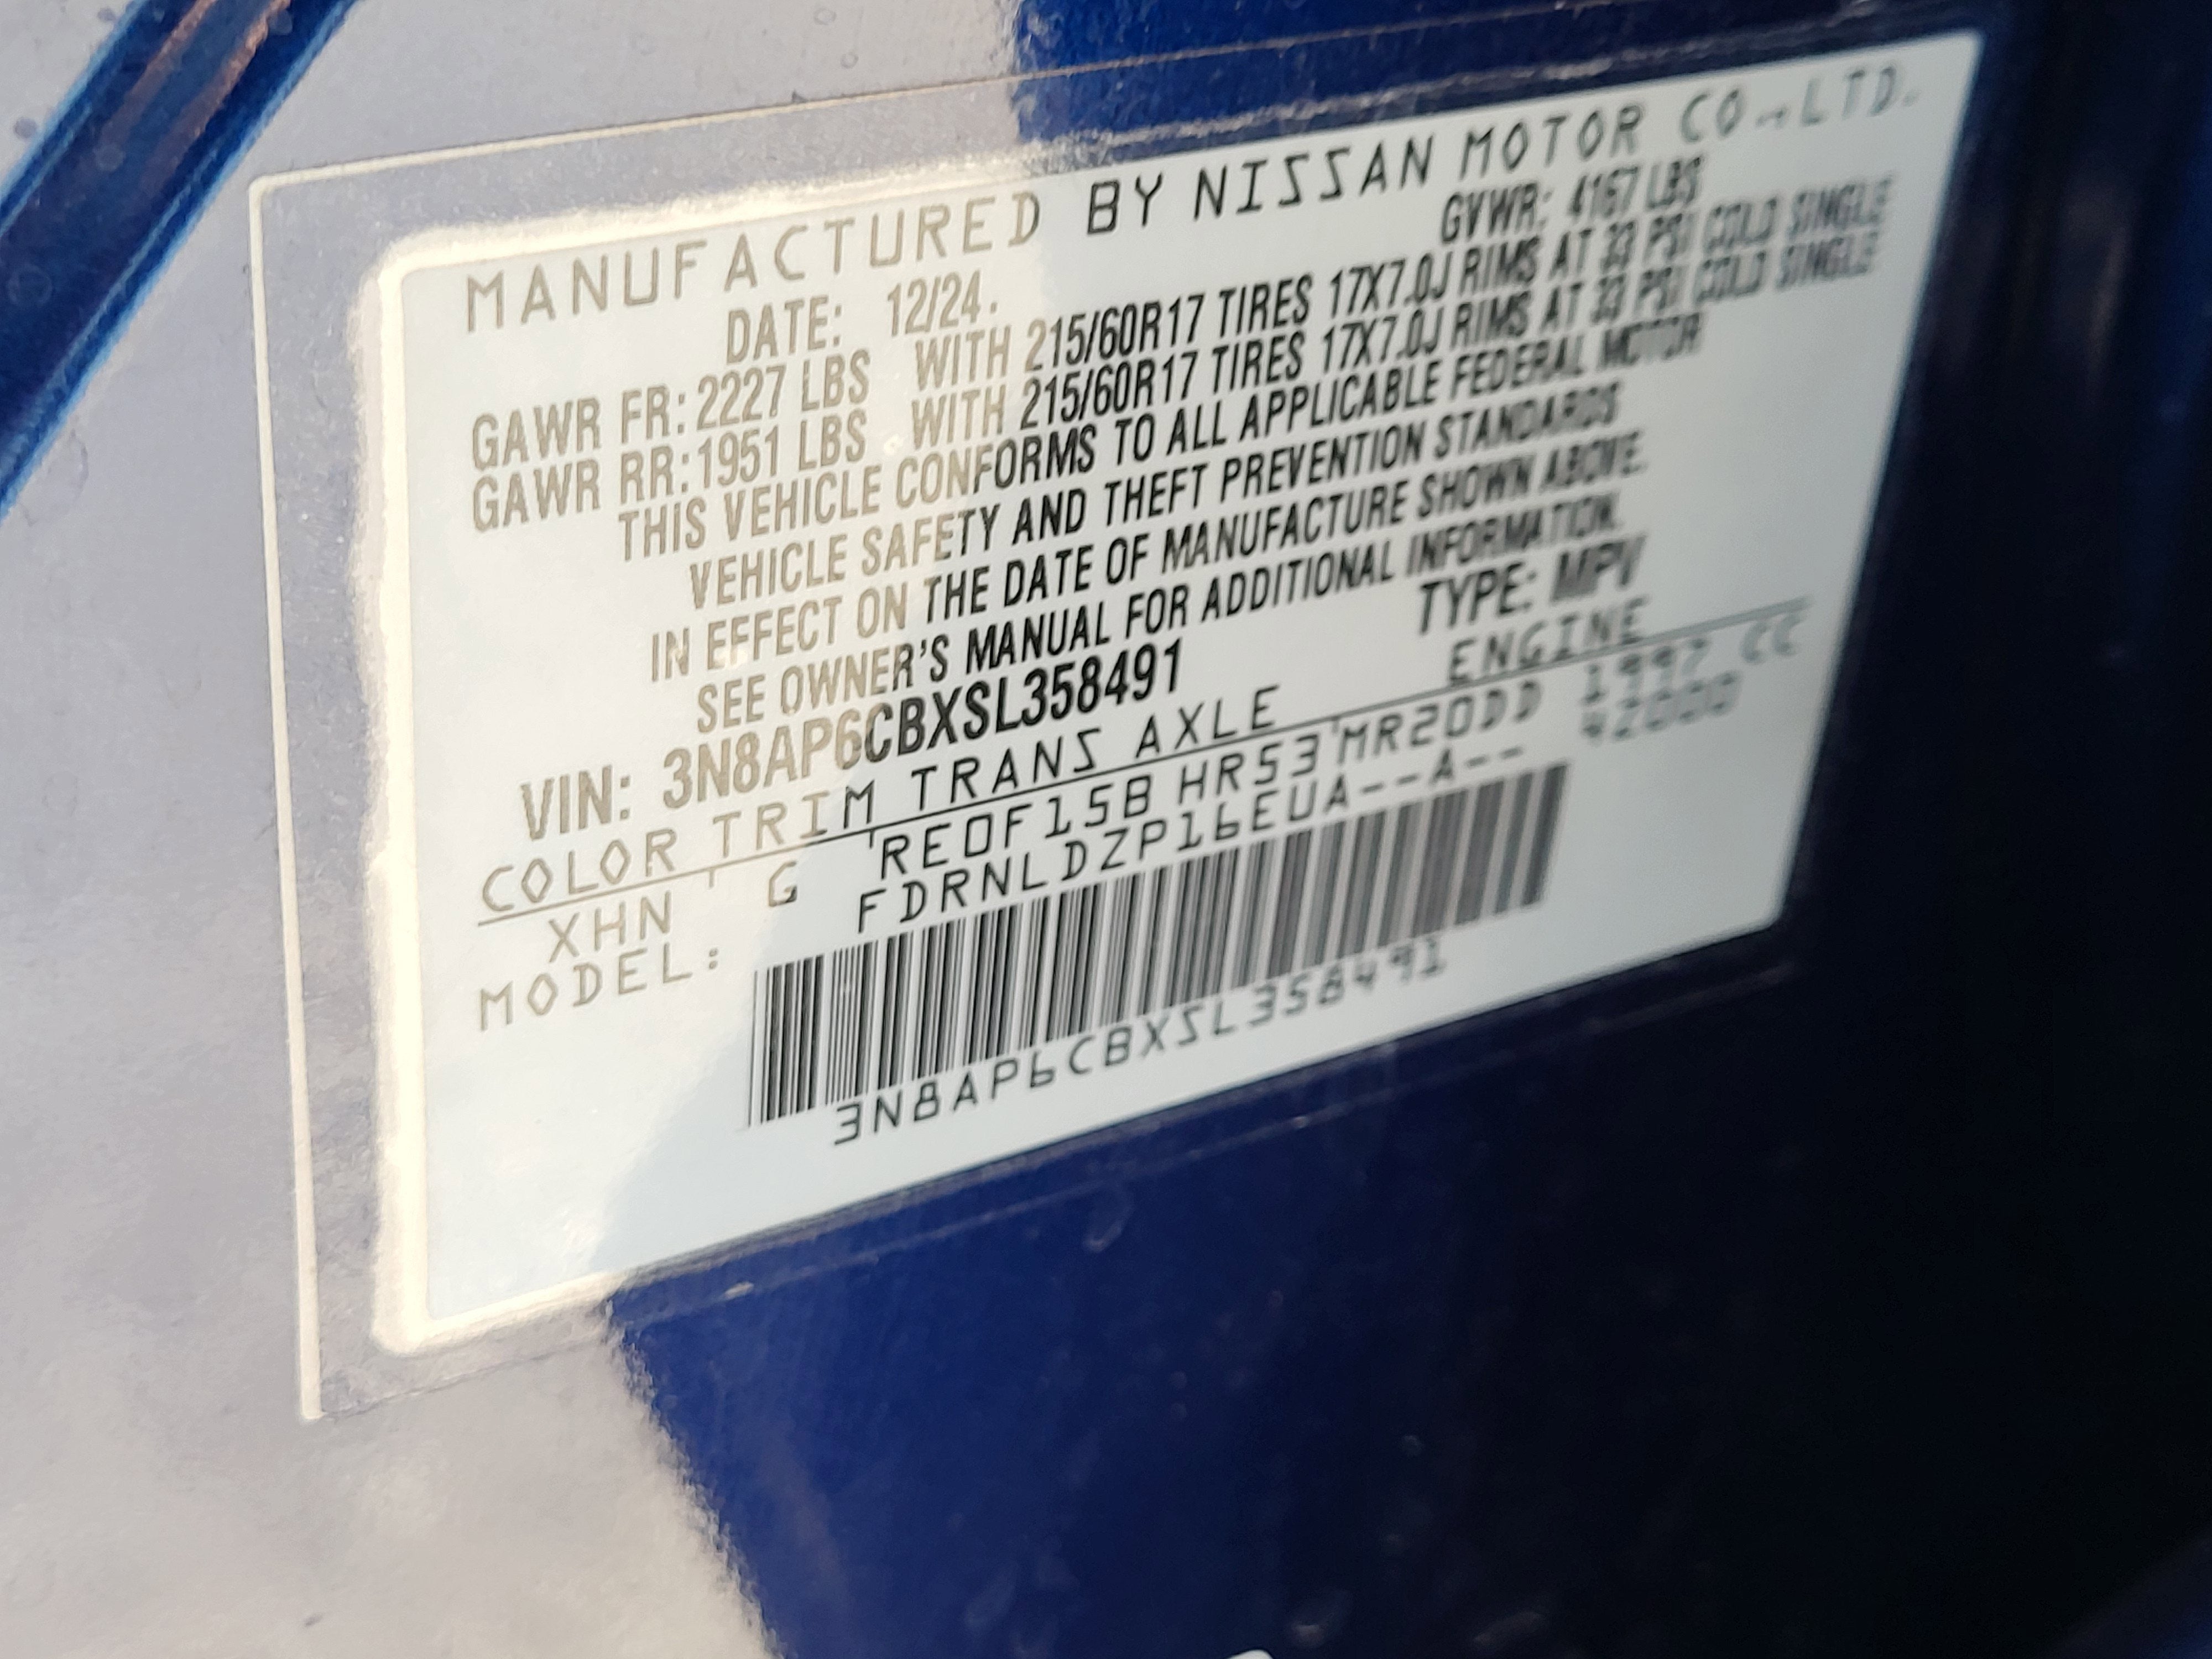 MANUFACTURED BY NISSAN MOTOR CO.,LTD.
DATE: 12/24. GVWR: 4167 LBS
GAWR FR: 2227 LBS WITH 215/60R17 TIRES 17X7.0J RIMS AT 33 PSI COLD SINGLE
GAWR RR: 1951 LBS WITH 215/60R17 TIRES 17X7.0J RIMS AT 33 PSI COLD SINGLE
THIS VEHICLE CONFORMS TO ALL APPLICABLE FEDERAL MOTOR
VEHICLE SAFETY AND THEFT PREVENTION STANDARDS
IN EFFECT ON THE DATE OF MANUFACTURE SHOWN ABOVE.
SEE OWNER'S MANUAL FOR ADDITIONAL INFORMATION.
VIN: 3N8AP6CBXSL358491 TYPE: MPV
COLOR TRIM TRANS AXLE ENGINE
XHN G RE0F15B HR53 MR20DD 1997 CC
MODEL: FDRNLDZP16EUA--A-- 42000
3N8AP6CBXSL358491